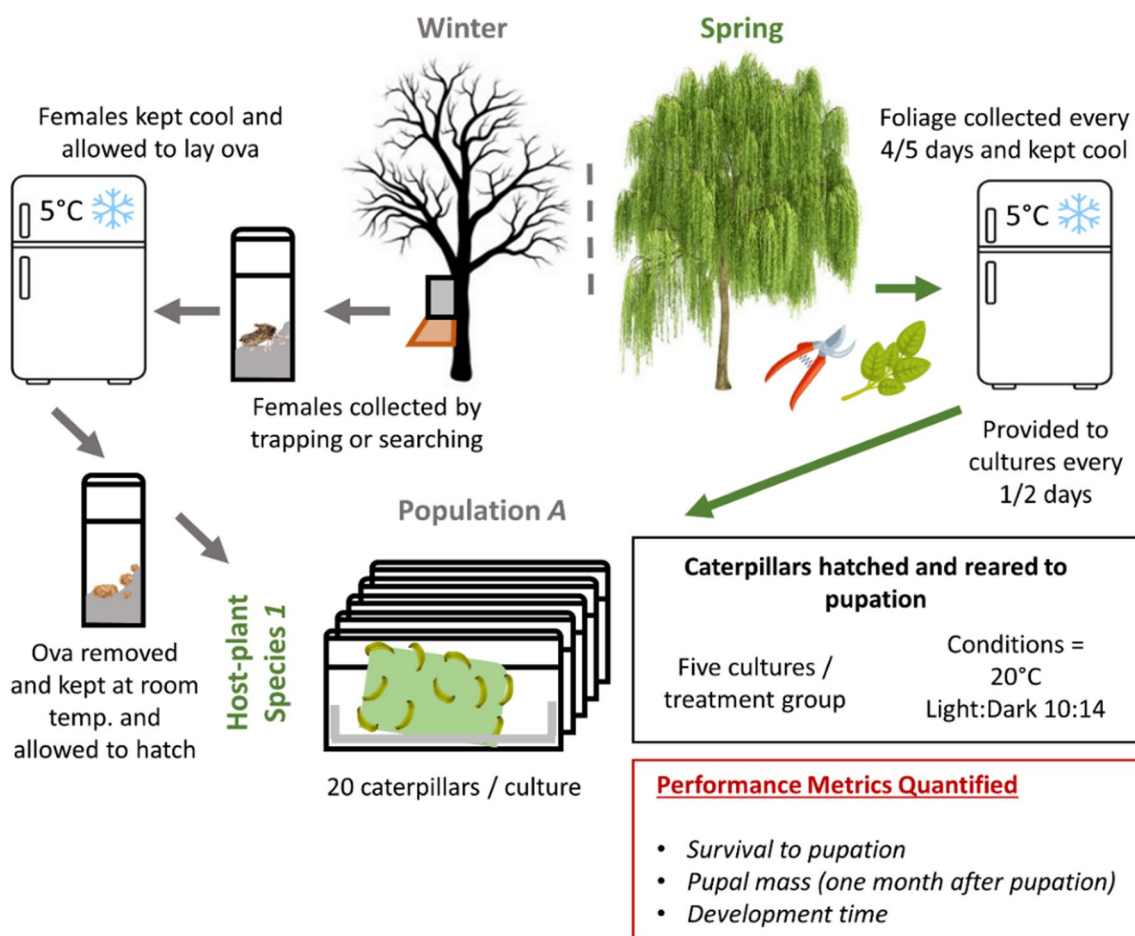 Winter
Spring
Females kept cool and
allowed to lay ova
5°C
Foliage collected every
4/5 days and kept cool
5°C
Females collected by
trapping or searching
Provided to
cultures every
1/2 days
Ova removed
and kept at room
temp. and
allowed to hatch
Host-plant
Species 1
Population A
20 caterpillars / culture
Caterpillars hatched and reared to
pupation
Five cultures /
treatment group
Conditions =
20°C
Light:Dark 10:14
Performance Metrics Quantified
• Survival to pupation
• Pupal mass (one month after pupation)
• Development time